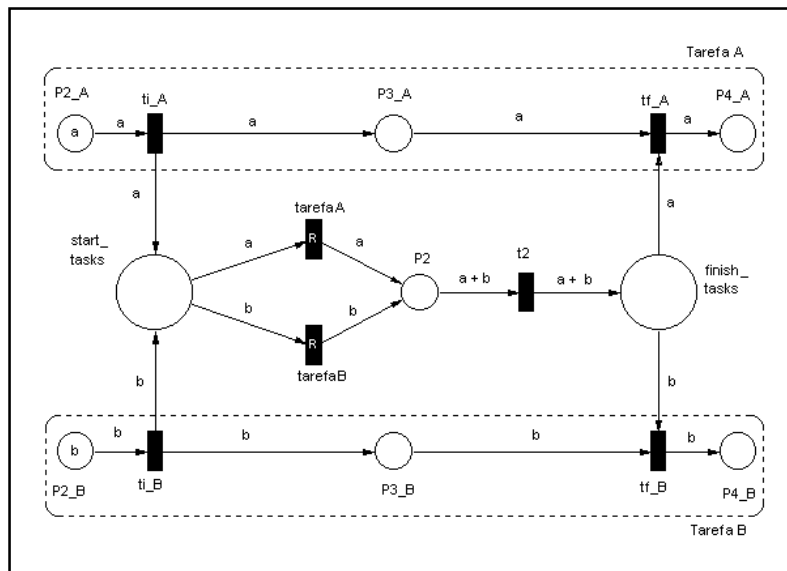 Tarefa A
P2_A
ti_A
P3_A
tf_A
P4_A
a
a
a
a
a
a
a
tarefaA
start_
tasks
a
R
a
P2
t2
a + b
a + b
finish_
tasks
b
b
R
tarefaB
b
b
b
b
b
b
b
P2_B
ti_B
P3_B
tf_B
P4_B
Tarefa B